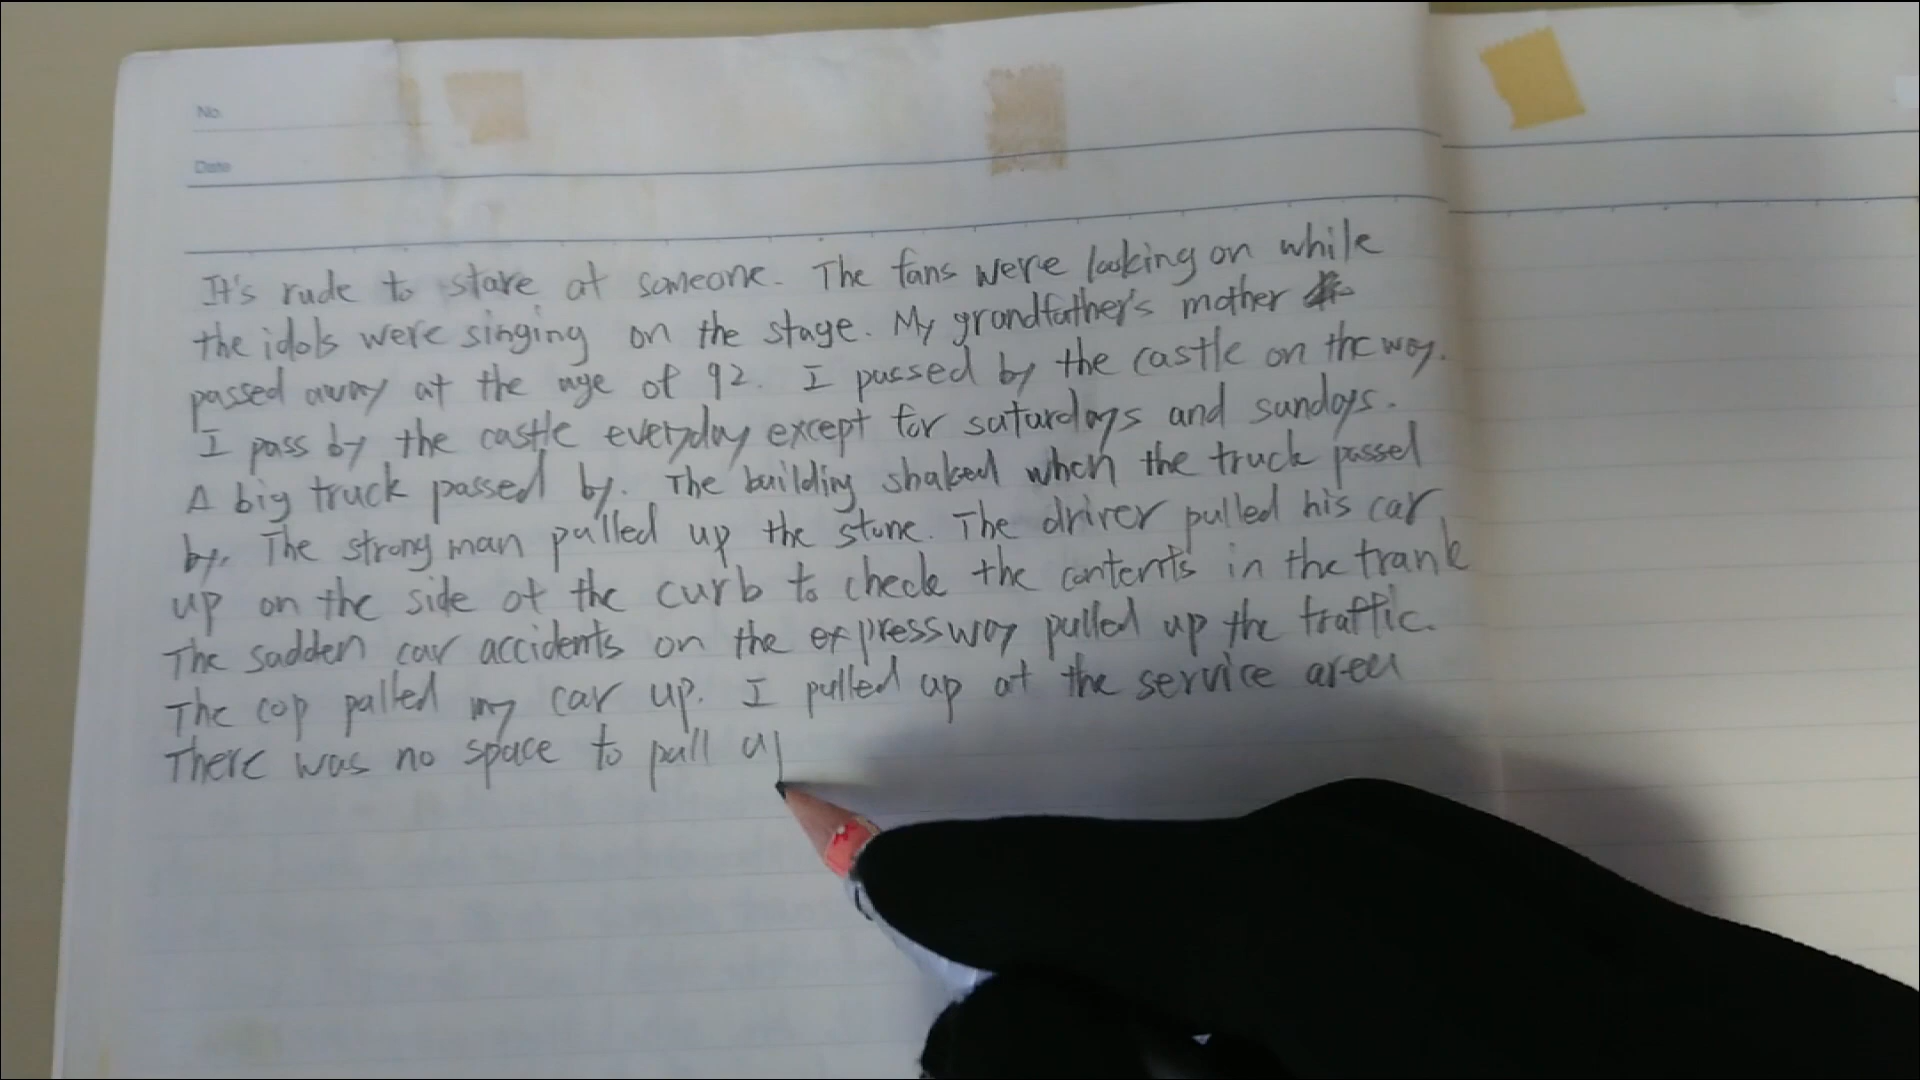 No.
Date
It's rude to stare at someone. The fans were looking on while
the idols were singing on the stage. My grandfather's mother
passed away at the age of 92. I passed by the castle on the way.
I pass by the castle everyday except for saturdays and sundays.
A big truck passed by. The building shaked when the truck passed
by. The strong man pulled up the stone. The driver pulled his car
up on the side of the curb to check the contents in the trank
The sadden car accidents on the expressway pulled up the traffic.
The cop palled my car up. I pulled up at the service area
There was no space to pull up